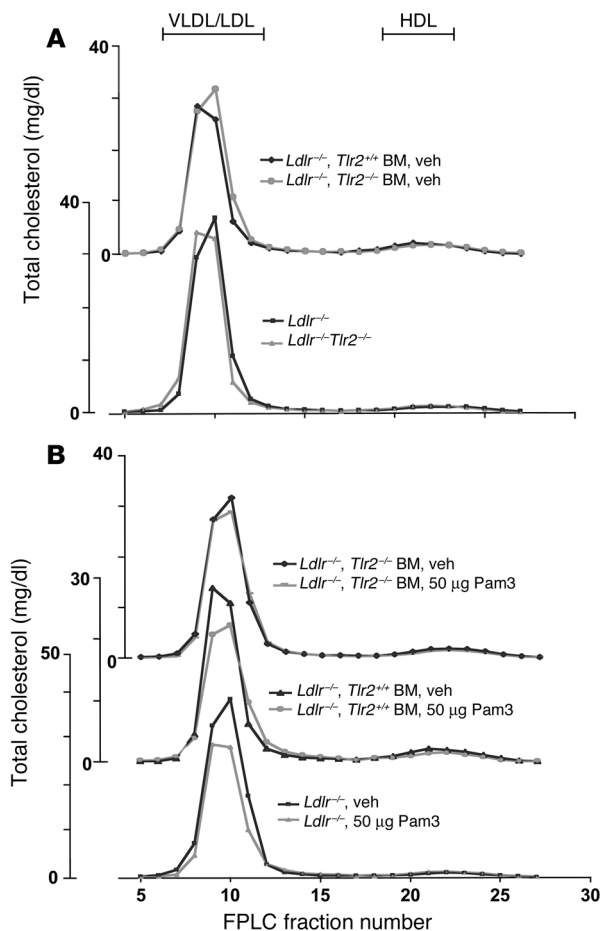 VLDL/LDL HDL
A
40
Total cholesterol (mg/dl)
Ldlr–/–, Tlr2+/+ BM, veh
Ldlr–/–, Tlr2–/– BM, veh
40
0
Ldlr–/–
Ldlr–/–Tlr2–/–
0
B
40
Total cholesterol (mg/dl)
Ldlr–/–, Tlr2–/– BM, veh
Ldlr–/–, Tlr2–/– BM, 50 µg Pam3
30
0
50
Ldlr–/–, Tlr2+/+ BM, veh
Ldlr–/–, Tlr2+/+ BM, 50 µg Pam3
0
Ldlr–/–, veh
Ldlr–/–, 50 µg Pam3
0
5 10 15 20 25 30
FPLC fraction number